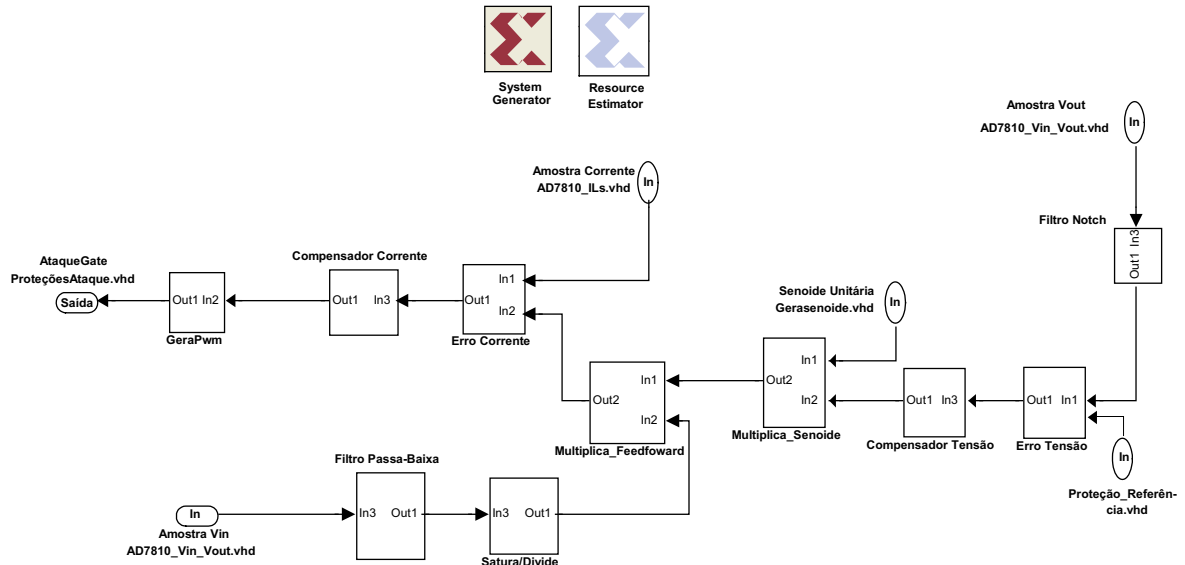 System
Generator
Resource
Estimator
Amostra Vout
AD7810_Vin_Vout.vhd
In
Amostra Corrente
AD7810_ILs.vhd
In
Filtro Notch
In3
Out1
AtaqueGate
ProteçõesAtaque.vhd
Saída
Out1 In2
GeraPwm
Compensador Corrente
Out1 In3
In1
Out1
In2
Erro Corrente
Senoide Unitária
Gerasenoide.vhd
In
In1
Out2
In2
Multiplica_Feedfoward
In1
Out2
In2
Multiplica_Senoide
Out1 In3
Compensador Tensão
Out1 In1
Erro Tensão
In
Proteção_Referên-
cia.vhd
Filtro Passa-Baixa
In
Amostra Vin
AD7810_Vin_Vout.vhd
In3 Out1
In3 Out1
Satura/Divide